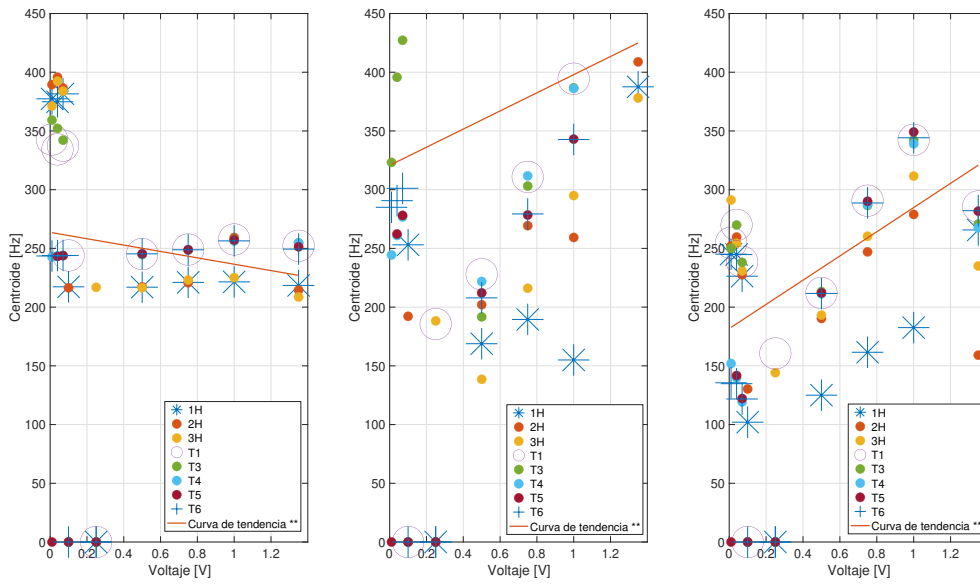 450
400
350
300
250
200
150
100
50
0
Centroide [Hz]
0 0.2 0.4 0.6 0.8 1 1.2
Voltaje [V]
1H
2H
3H
T1
T3
T4
T5
T6
Curva de tendencia **
450
400
350
300
250
200
150
100
50
0
Centroide [Hz]
0 0.2 0.4 0.6 0.8 1 1.2
Voltaje [V]
1H
2H
3H
T1
T3
T4
T5
T6
Curva de tendencia **
450
400
350
300
250
200
150
100
50
0
Centroide [Hz]
0 0.2 0.4 0.6 0.8 1 1.2
Voltaje [V]
1H
2H
3H
T1
T3
T4
T5
T6
Curva de tendencia **